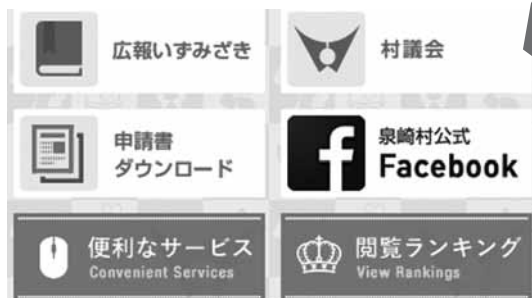 広報いずみざき
村議会
申請書
ダウンロード
泉崎村公式
Facebook
便利なサービス
Convenient Services
閲覧ランキング
View Rankings